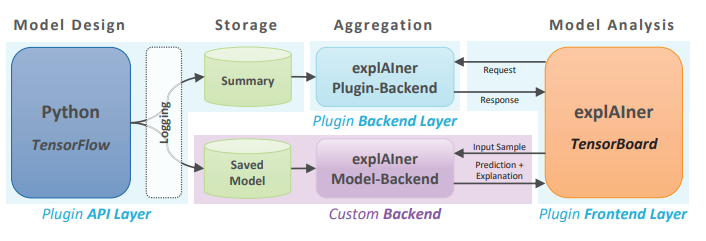 Model Design
Storage
Aggregation
Model Analysis
Python
TensorFlow
Logging
Summary
explAIner
Plugin-Backend
Request
Response
explAIner
TensorBoard
Plugin Backend Layer
Saved
Model
explAIner
Model-Backend
Input Sample
Prediction +
Explanation
Plugin API Layer
Custom Backend
Plugin Frontend Layer